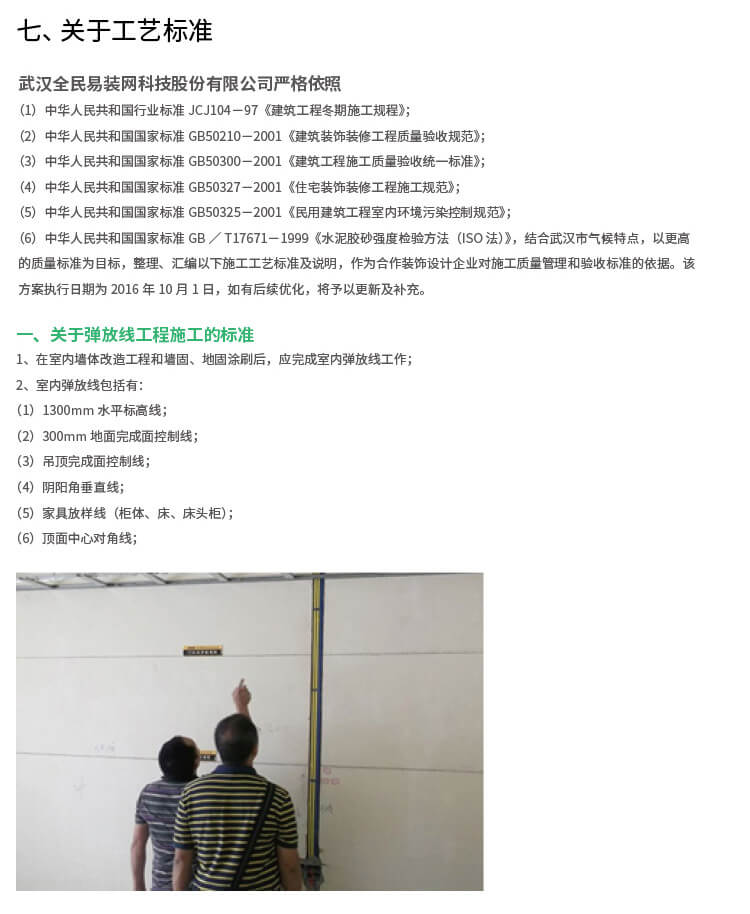 七、关于工艺标准
武汉全民易装网科技股份有限公司严格依照
（1）中华人民共和国行业标准 JCJ104－97《建筑工程冬期施工规程》；
（2）中华人民共和国国家标准 GB50210－2001《建筑装饰装修工程质量验收规范》；
（3）中华人民共和国国家标准 GB50300－2001《建筑工程施工质量验收统一标准》；
（4）中华人民共和国国家标准 GB50327－2001《住宅装饰装修工程施工规范》；
（5）中华人民共和国国家标准 GB50325－2001《民用建筑工程室内环境污染控制规范》；
（6）中华人民共和国国家标准 GB ／ T17671－1999《水泥胶砂强度检验方法（ISO 法）》，结合武汉市气候特点，以更高
的质量标准为目标，整理、汇编以下施工工艺标准及说明，作为合作装饰设计企业对施工质量管理和验收标准的依据。该
方案执行日期为 2016 年 10 月 1 日，如有后续优化，将予以更新及补充。
一、关于弹放线工程施工的标准
1、在室内墙体改造工程和墙固、地固涂刷后，应完成室内弹放线工作；
2、室内弹放线包括有：
（1）1300mm 水平标高线；
（2）300mm 地面完成面控制线；
（3）吊顶完成面控制线；
（4）阴阳角垂直线；
（5）家具放样线（柜体、床、床头柜）；
（6）顶面中心对角线；